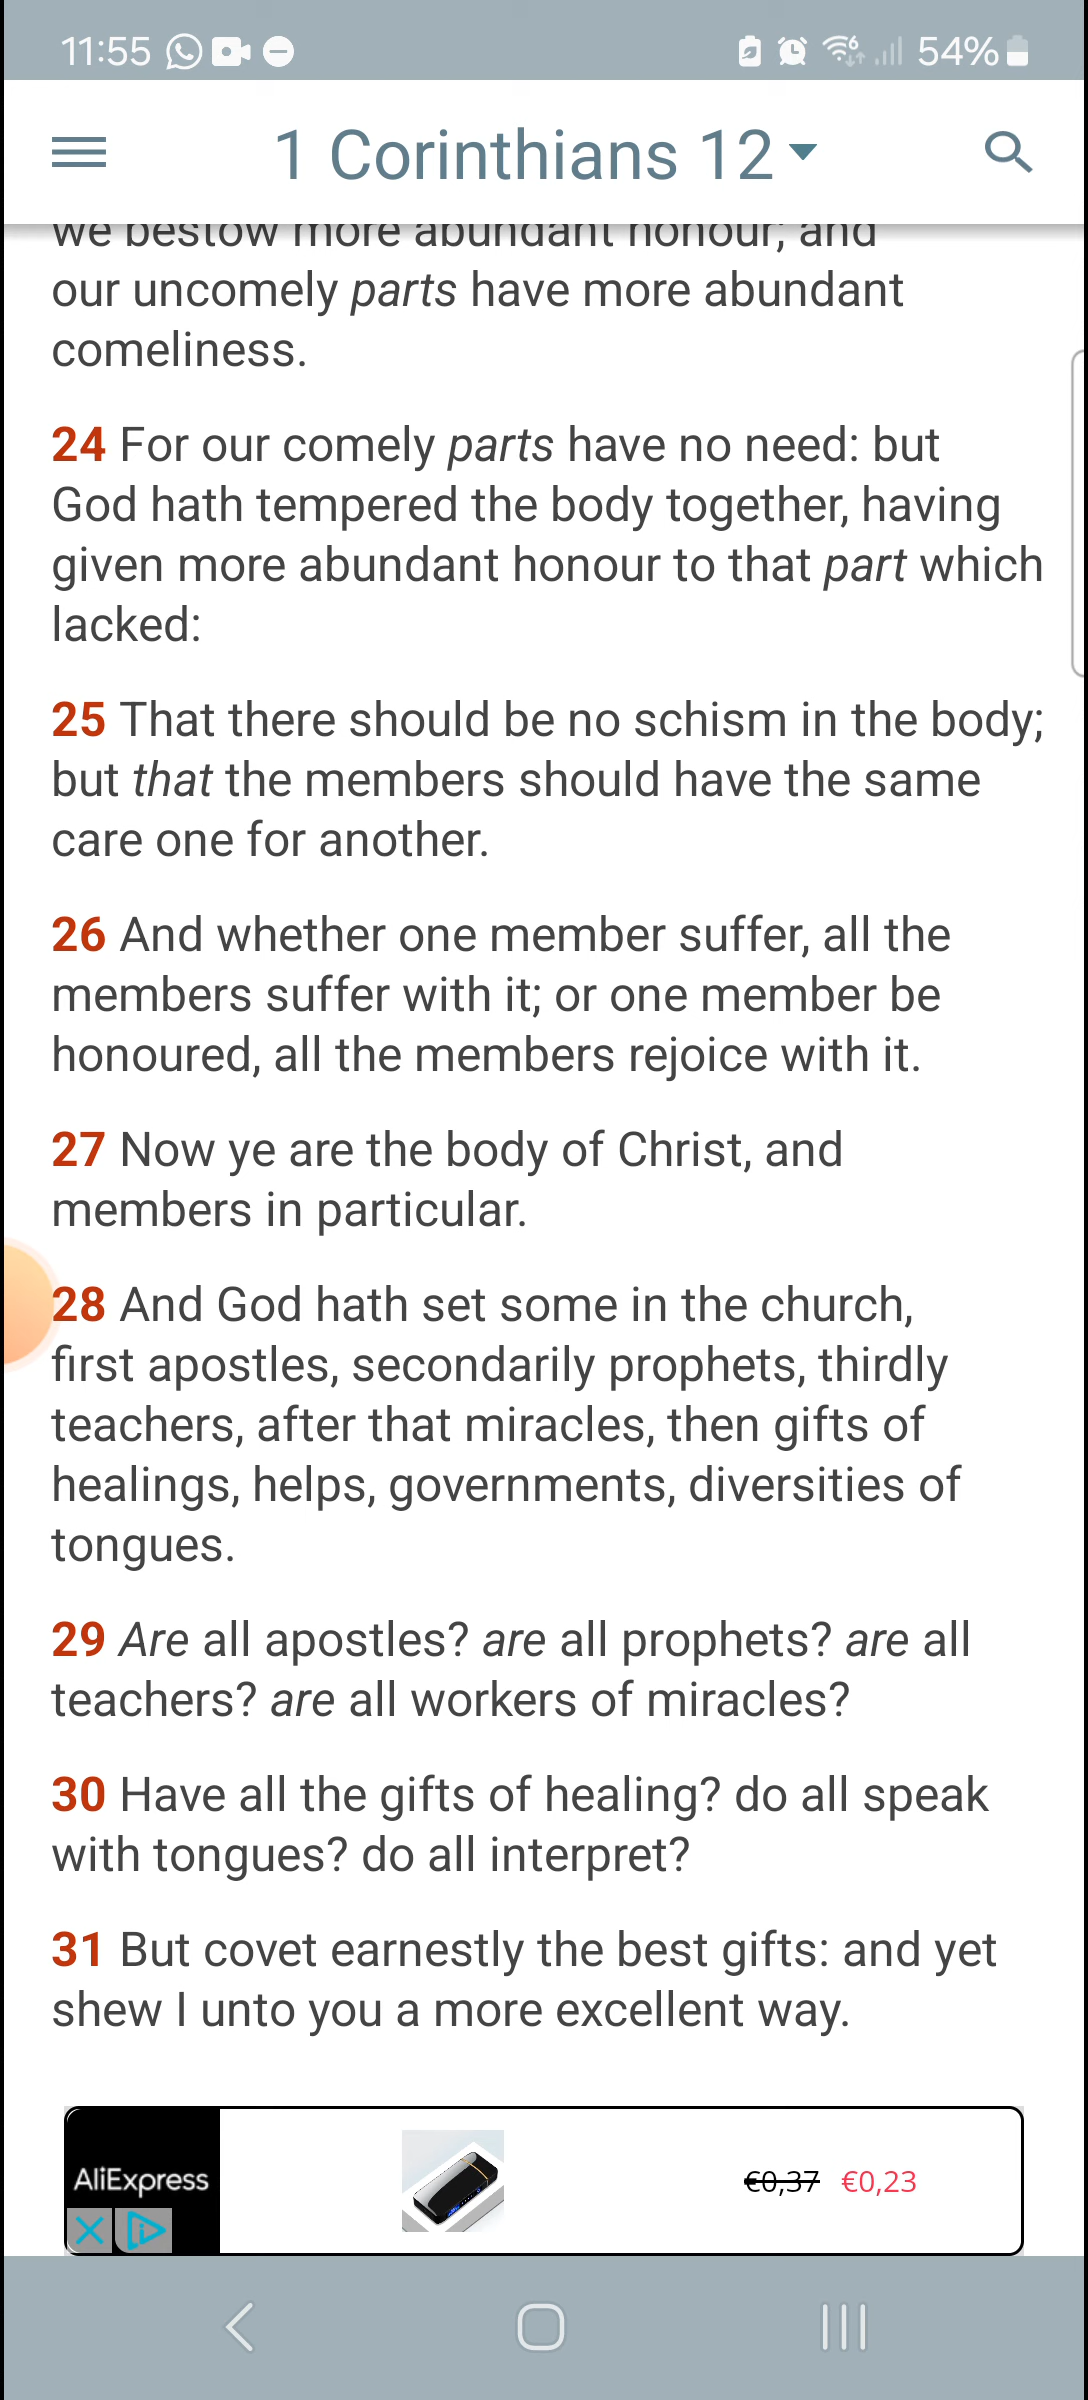 11:55 54%
1 Corinthians 12
we bestow more abundant honour; and
our uncomely parts have more abundant
comeliness.
24 For our comely parts have no need: but
God hath tempered the body together, having
given more abundant honour to that part which
lacked:
25 That there should be no schism in the body;
but that the members should have the same
care one for another.
26 And whether one member suffer, all the
members suffer with it; or one member be
honoured, all the members rejoice with it.
27 Now ye are the body of Christ, and
members in particular.
28 And God hath set some in the church,
first apostles, secondarily prophets, thirdly
teachers, after that miracles, then gifts of
healings, helps, governments, diversities of
tongues.
29 Are all apostles? are all prophets? are all
teachers? are all workers of miracles?
30 Have all the gifts of healing? do all speak
with tongues? do all interpret?
31 But covet earnestly the best gifts: and yet
shew I unto you a more excellent way.
AliExpress €0,37 €0,23